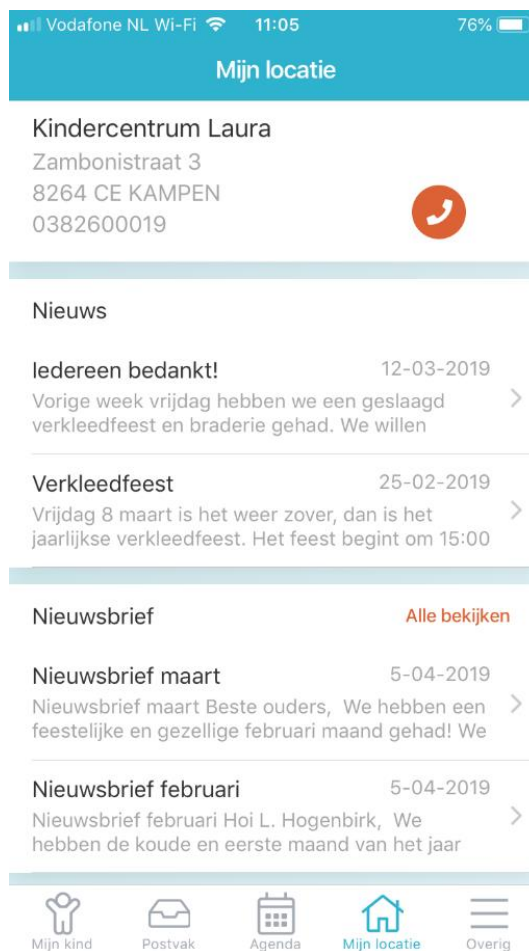 Vodafone NL Wi-Fi 11:05 76%
Mijn locatie
Kindercentrum Laura
Zambonistraat 3
8264 CE KAMPEN
0382600019
Nieuws
Iedereen bedankt! 12-03-2019
Vorige week vrijdag hebben we een geslaagd
verkleedfeest en braderie gehad. We willen
Verkleedfeest 25-02-2019
Vrijdag 8 maart is het weer zover, dan is het
jaarlijkse verkleedfeest. Het feest begint om 15:00
Nieuwsbrief Alle bekijken
Nieuwsbrief maart 5-04-2019
Nieuwsbrief maart Beste ouders, We hebben een
feestelijke en gezellige februari maand gehad! We
Nieuwsbrief februari 5-04-2019
Nieuwsbrief februari Hoi L. Hogenbirk, We
hebben de koude en eerste maand van het jaar
Mijn kind Postvak Agenda Mijn locatie Overig